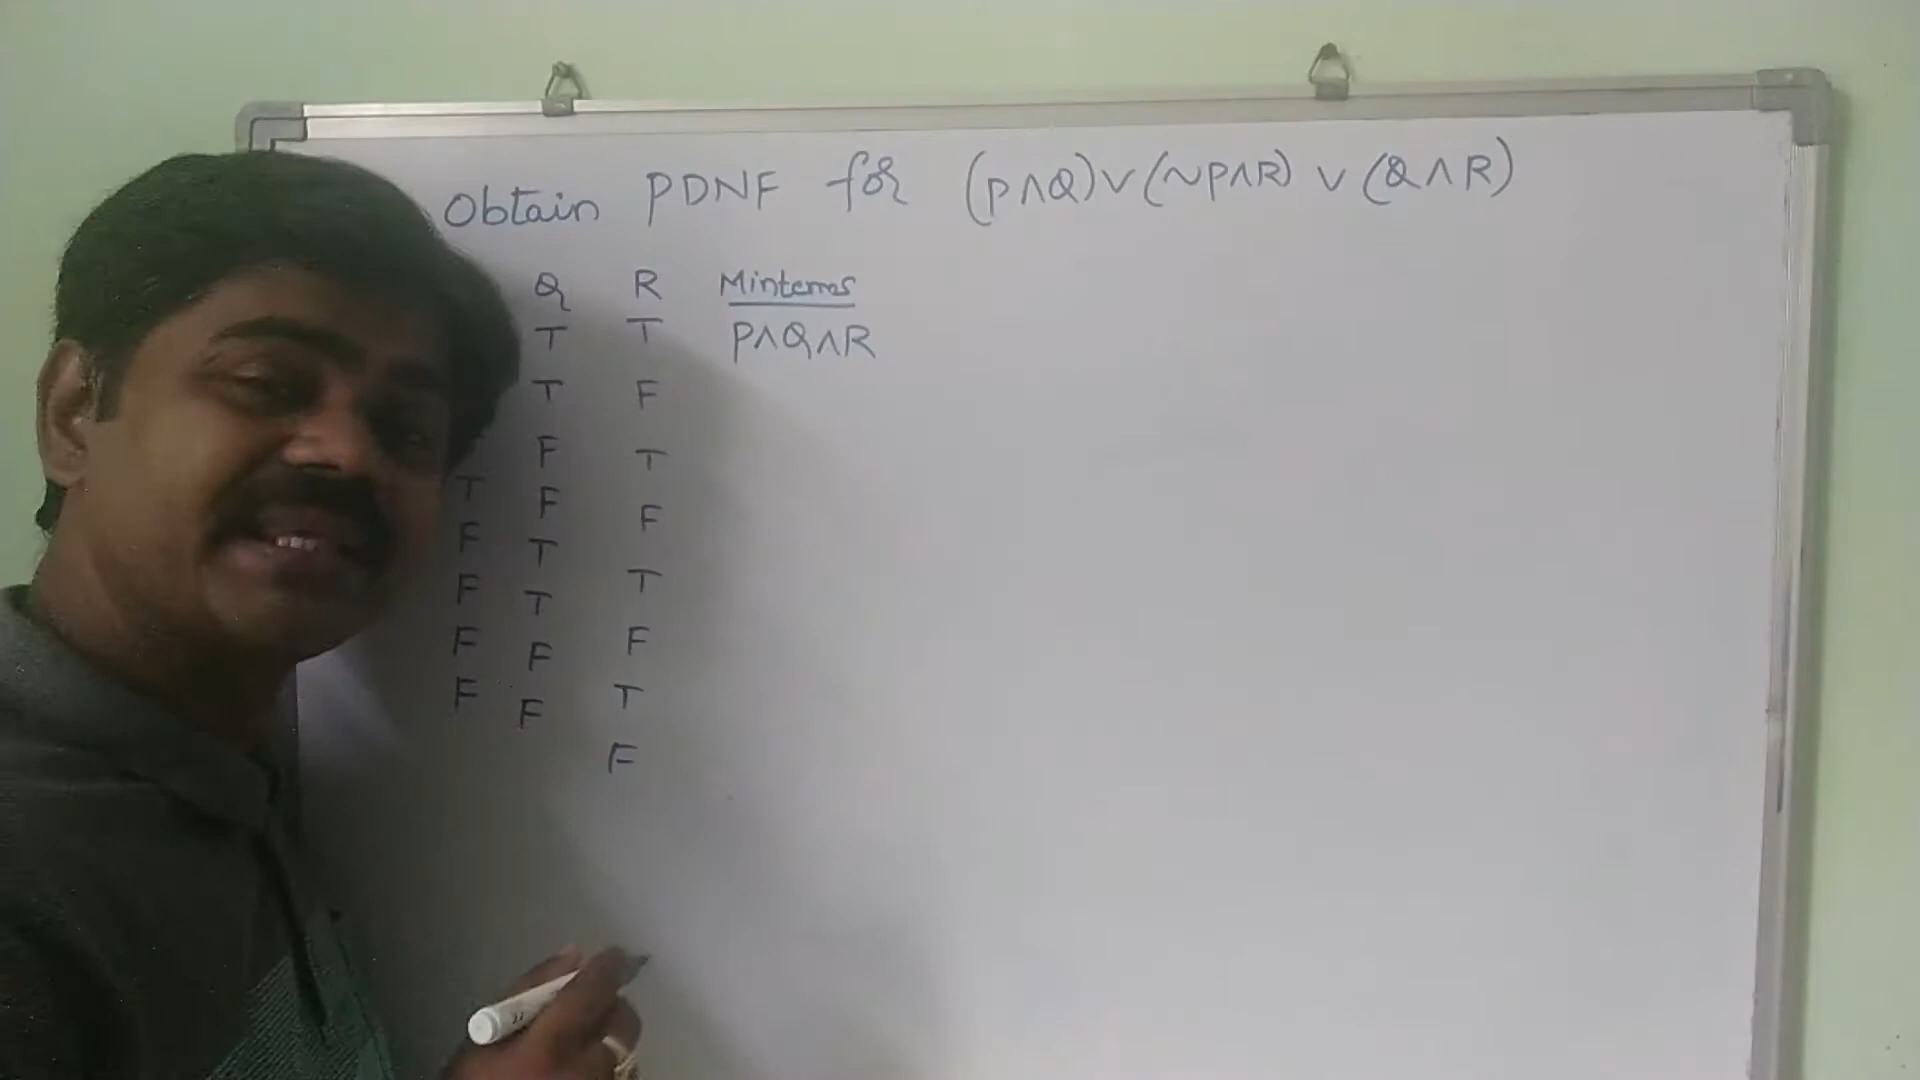 Obtain PDNF for (P∧Q)∨(~P∧R) ∨ (Q∧R)
Q R Minterms
T T P∧Q∧R
T F
F T
T F F
F T T
F T F
F F T
F F F